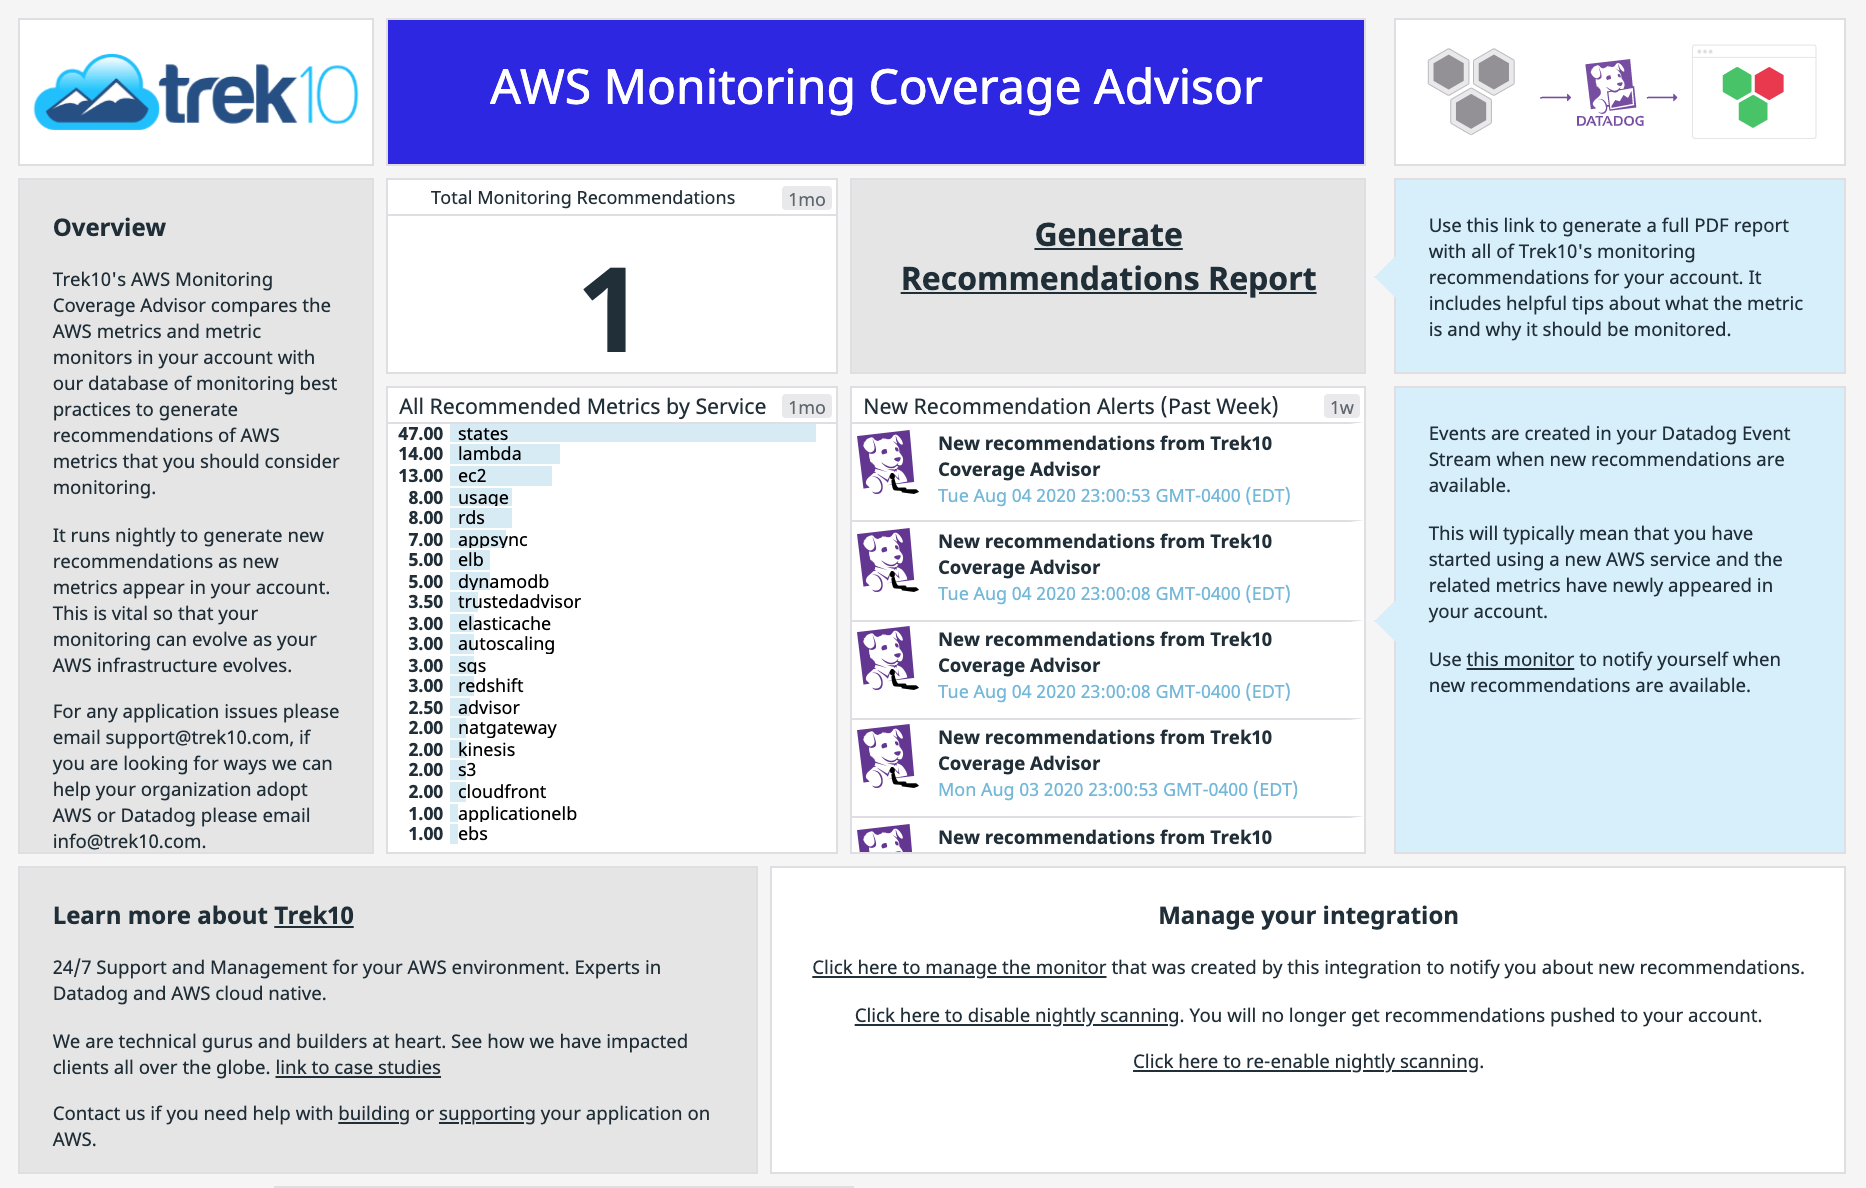 trek10
AWS Monitoring Coverage Advisor
DATADOG
Overview
Trek10's AWS Monitoring
Coverage Advisor compares the
AWS metrics and metric
monitors in your account with
our database of monitoring best
practices to generate
recommendations of AWS
metrics that you should consider
monitoring.
It runs nightly to generate new
recommendations as new
metrics appear in your account.
This is vital so that your
monitoring can evolve as your
AWS infrastructure evolves.
For any application issues please
email support@trek10.com, if
you are looking for ways we can
help your organization adopt
AWS or Datadog please email
info@trek10.com.
Total Monitoring Recommendations 1mo
1
Generate
Recommendations Report
Use this link to generate a full PDF report
with all of Trek10's monitoring
recommendations for your account. It
includes helpful tips about what the metric
is and why it should be monitored.
All Recommended Metrics by Service 1mo
47.00 states
14.00 lambda
13.00 ec2
8.00 usage
8.00 rds
7.00 appsync
5.00 elb
5.00 dynamodb
3.50 trustedadvisor
3.00 elasticache
3.00 autoscaling
3.00 sqs
3.00 redshift
2.50 advisor
2.00 natgateway
2.00 kinesis
2.00 s3
2.00 cloudfront
1.00 applicationelb
1.00 ebs
New Recommendation Alerts (Past Week) 1w
New recommendations from Trek10
Coverage Advisor
Tue Aug 04 2020 23:00:53 GMT-0400 (EDT)
New recommendations from Trek10
Coverage Advisor
Tue Aug 04 2020 23:00:08 GMT-0400 (EDT)
New recommendations from Trek10
Coverage Advisor
Tue Aug 04 2020 23:00:08 GMT-0400 (EDT)
New recommendations from Trek10
Coverage Advisor
Mon Aug 03 2020 23:00:53 GMT-0400 (EDT)
New recommendations from Trek10
Events are created in your Datadog Event
Stream when new recommendations are
available.
This will typically mean that you have
started using a new AWS service and the
related metrics have newly appeared in
your account.
Use this monitor to notify yourself when
new recommendations are available.
Learn more about Trek10
24/7 Support and Management for your AWS environment. Experts in
Datadog and AWS cloud native.
We are technical gurus and builders at heart. See how we have impacted
clients all over the globe. link to case studies
Contact us if you need help with building or supporting your application on
AWS.
Manage your integration
Click here to manage the monitor that was created by this integration to notify you about new recommendations.
Click here to disable nightly scanning. You will no longer get recommendations pushed to your account.
Click here to re-enable nightly scanning.